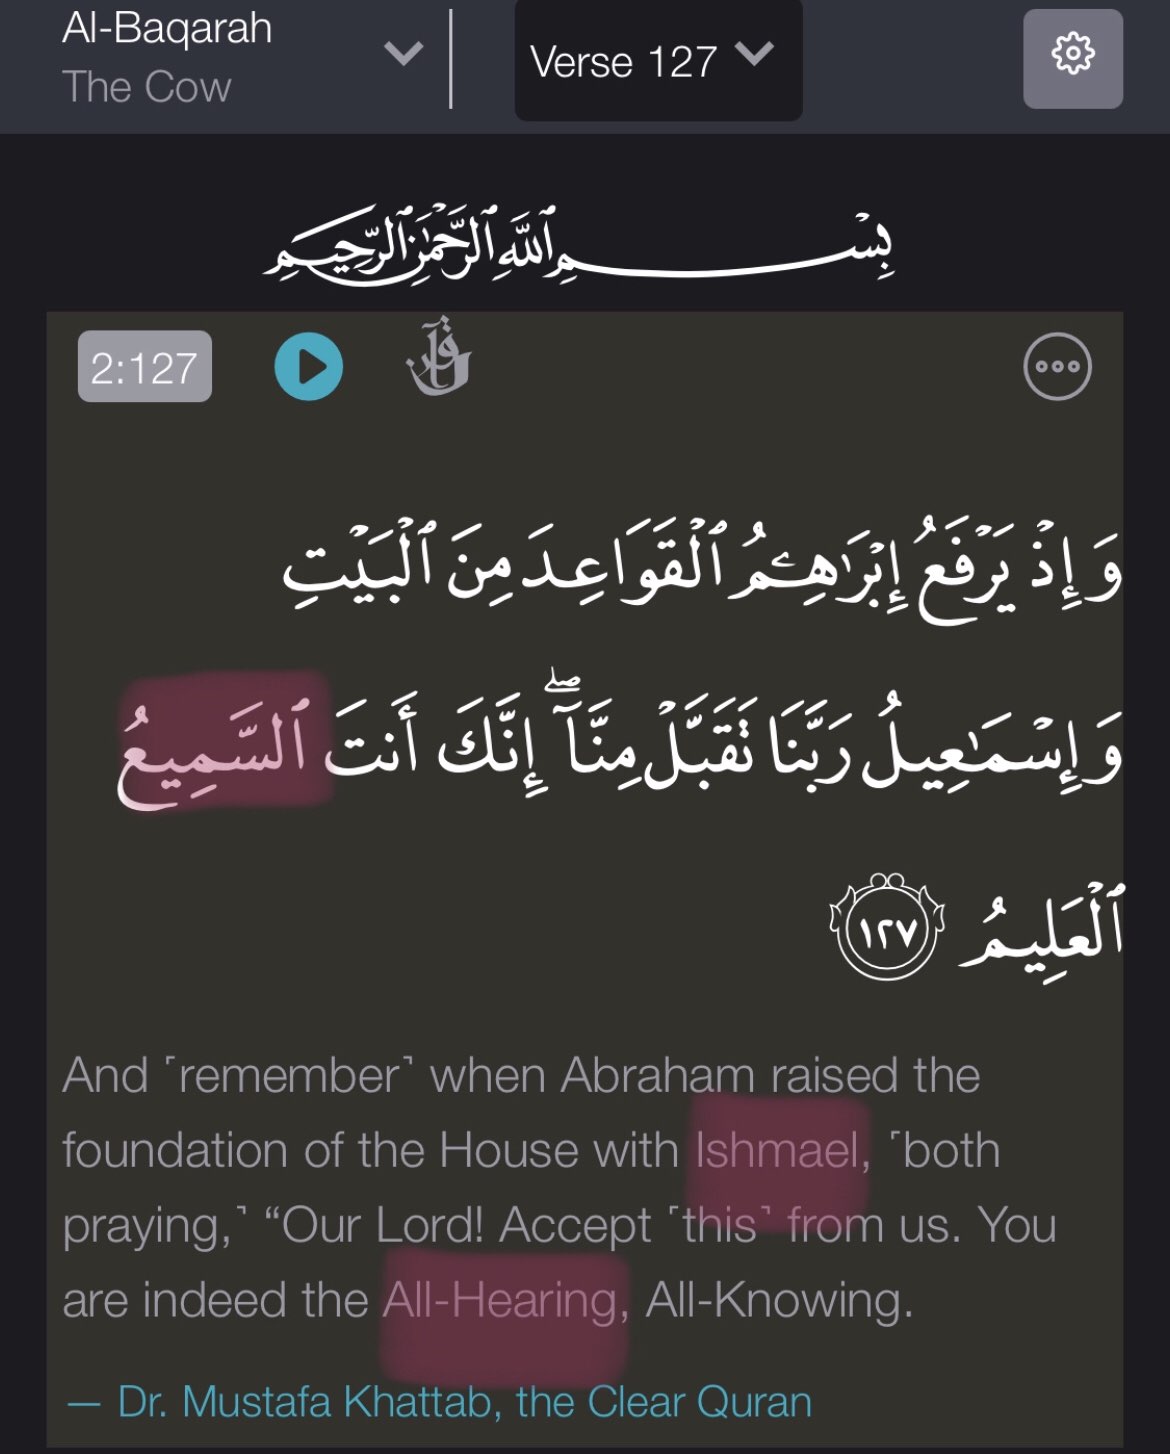 Al-Baqarah
The Cow
Verse 127
بِسْمِ ٱللَّهِ ٱلرَّحْمَٰنِ ٱلرَّحِيمِ
2:127
قرآن
وَإِذْ يَرْفَعُ إِبْرَٰهِـۧمُ ٱلْقَوَاعِدَ مِنَ ٱلْبَيْتِ
وَإِسْمَـٰعِيلُ رَبَّنَا تَقَبَّلْ مِنَّآ ۖ إِنَّكَ أَنتَ ٱلسَّمِيعُ
ٱلْعَلِيمُ ١٢٧
And ˹remember˺ when Abraham raised the
foundation of the House with Ishmael, ˹both
praying,˺ “Our Lord! Accept ˹this˺ from us. You
are indeed the All-Hearing, All-Knowing.
— Dr. Mustafa Khattab, the Clear Quran